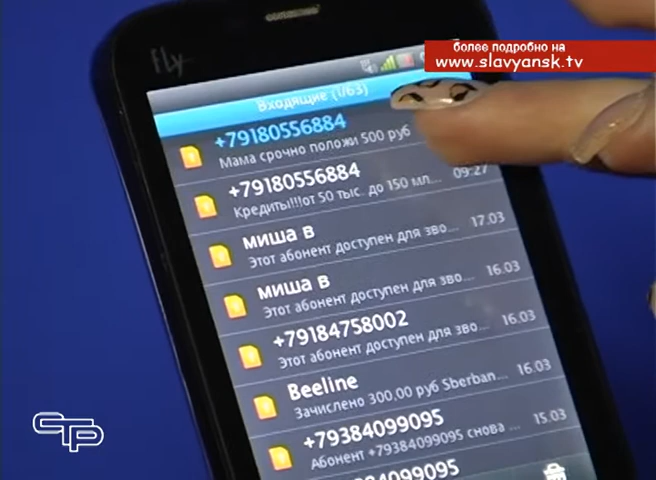 более подробно на
www.slavyansk.tv
Fly
Входящие (1/63)
+79180556884
Мама срочно положи 500 руб
+79180556884
09:27
Кредиты!!!от 50 тыс. до 150 мл...
миша в
17.03
Этот абонент доступен для зво...
миша в
16.03
Этот абонент доступен для зво...
+79184758002
16.03
Этот абонент доступен для зво...
Beeline
16.03
Зачислено 300,00 руб Sberban...
+79384099095
15.03
Абонент +79384099095 снова ...
СТР